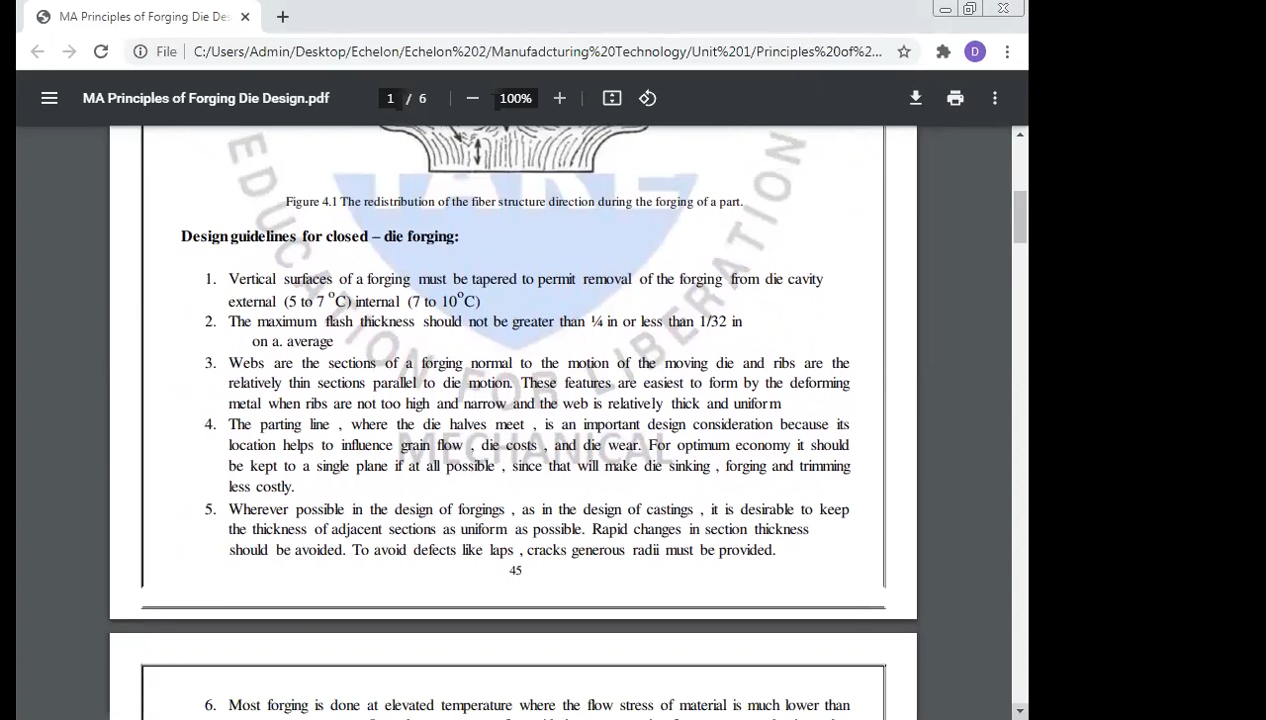 MA Principles of Forging Die De
File C:/Users/Admin/Desktop/Echelon/Echelon%202/Manufadcturing%20Technology/Unit%201/Principles%20of%2... D
MA Principles of Forging Die Design.pdf 1 / 6 100%
EDUCATION FOR LIBERATION
MECHANICAL
Figure 4.1 The redistribution of the fiber structure direction during the forging of a part.
Design guidelines for closed – die forging:
1. Vertical surfaces of a forging must be tapered to permit removal of the forging from die cavity
external (5 to 7 °C) internal (7 to 10°C)
2. The maximum flash thickness should not be greater than ¼ in or less than 1/32 in
on a. average
3. Webs are the sections of a forging normal to the motion of the moving die and ribs are the
relatively thin sections parallel to die motion. These features are easiest to form by the deforming
metal when ribs are not too high and narrow and the web is relatively thick and uniform
4. The parting line , where the die halves meet , is an important design consideration because its
location helps to influence grain flow , die costs , and die wear. For optimum economy it should
be kept to a single plane if at all possible , since that will make die sinking , forging and trimming
less costly.
5. Wherever possible in the design of forgings , as in the design of castings , it is desirable to keep
the thickness of adjacent sections as uniform as possible. Rapid changes in section thickness
should be avoided. To avoid defects like laps , cracks generous radii must be provided.
45
6. Most forging is done at elevated temperature where the flow stress of material is much lower than